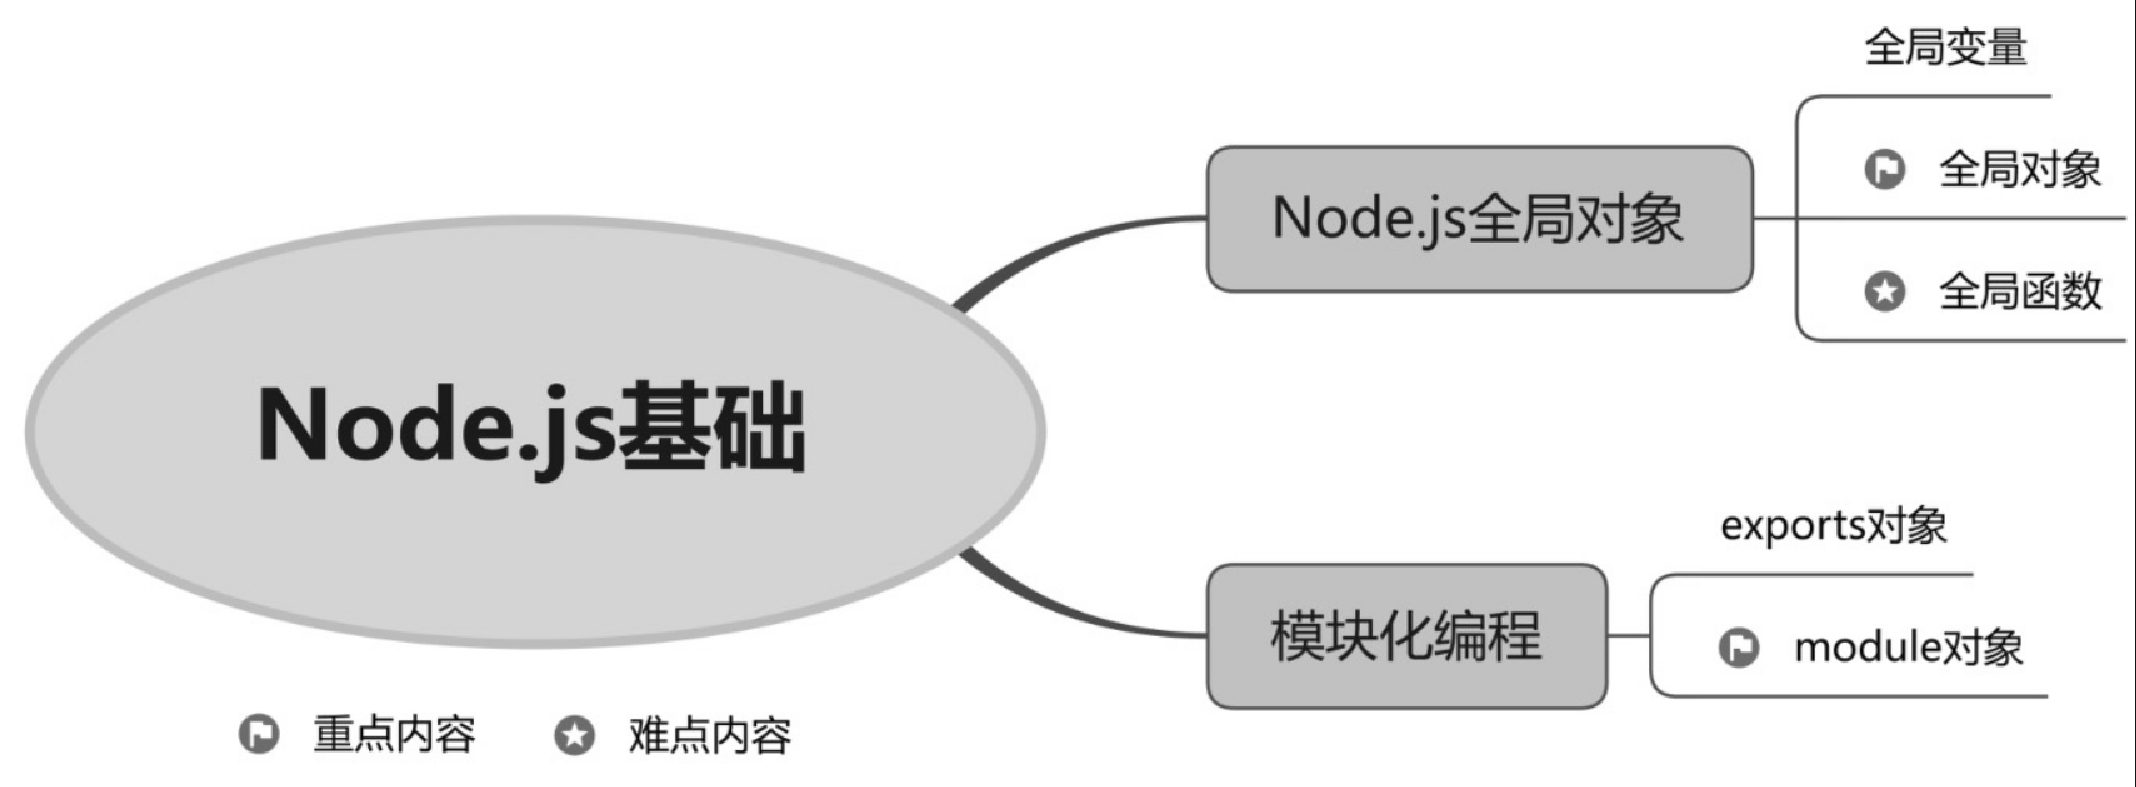 Node.js基础
Node.js全局对象
全局变量
全局对象
全局函数
模块化编程
exports对象
module对象
重点内容
难点内容